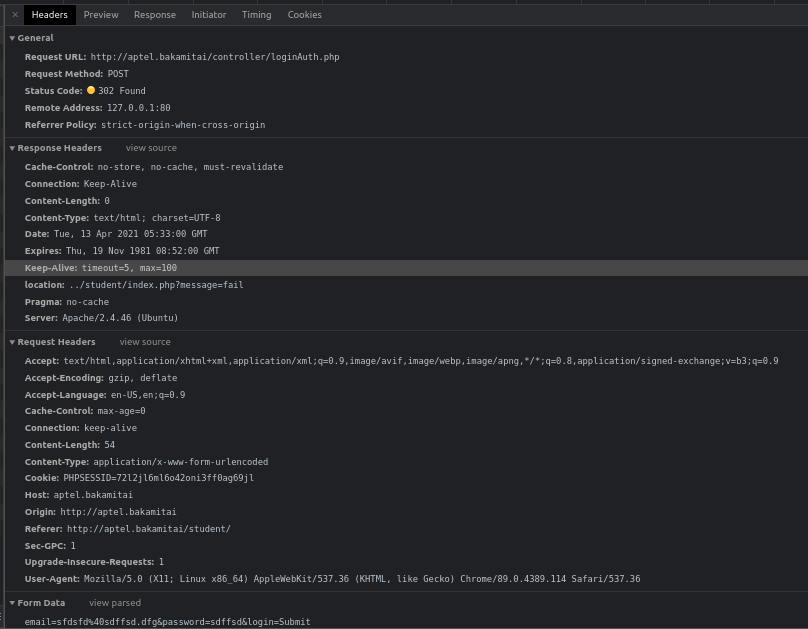 × Headers Preview Response Initiator Timing Cookies
▼ General
Request URL: http://aptel.bakamitai/controller/loginAuth.php
Request Method: POST
Status Code: 302 Found
Remote Address: 127.0.0.1:80
Referrer Policy: strict-origin-when-cross-origin
▼ Response Headers view source
Cache-Control: no-store, no-cache, must-revalidate
Connection: Keep-Alive
Content-Length: 0
Content-Type: text/html; charset=UTF-8
Date: Tue, 13 Apr 2021 05:33:00 GMT
Expires: Thu, 19 Nov 1981 08:52:00 GMT
Keep-Alive: timeout=5, max=100
location: ../student/index.php?message=fail
Pragma: no-cache
Server: Apache/2.4.46 (Ubuntu)
▼ Request Headers view source
Accept: text/html,application/xhtml+xml,application/xml;q=0.9,image/avif,image/webp,image/apng,*/*;q=0.8,application/signed-exchange;v=b3;q=0.9
Accept-Encoding: gzip, deflate
Accept-Language: en-US,en;q=0.9
Cache-Control: max-age=0
Connection: keep-alive
Content-Length: 54
Content-Type: application/x-www-form-urlencoded
Cookie: PHPSESSID=72l2jl6ml6o42oni3ff0ag69jl
Host: aptel.bakamitai
Origin: http://aptel.bakamitai
Referer: http://aptel.bakamitai/student/
Sec-GPC: 1
Upgrade-Insecure-Requests: 1
User-Agent: Mozilla/5.0 (X11; Linux x86_64) AppleWebKit/537.36 (KHTML, like Gecko) Chrome/89.0.4389.114 Safari/537.36
▼ Form Data view parsed
email=sfdsfd%40sdffsd.dfg&password=sdffsd&login=Submit